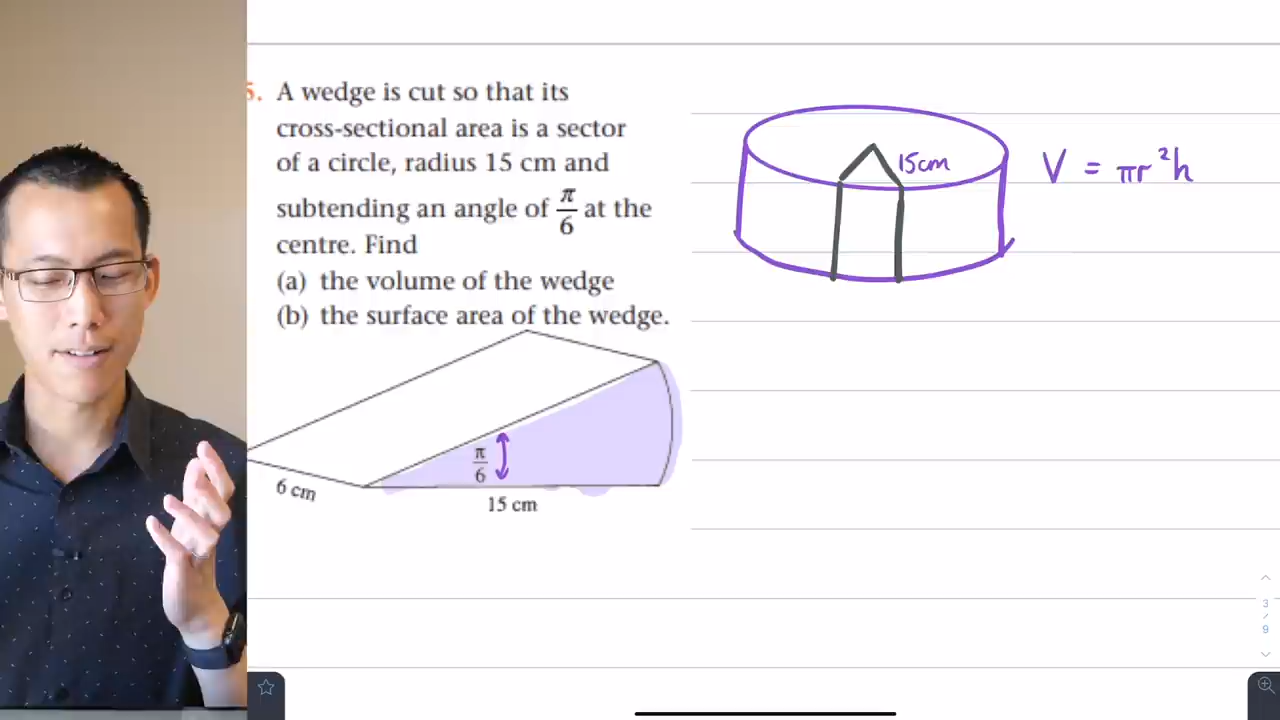 5. A wedge is cut so that its
cross-sectional area is a sector
of a circle, radius 15 cm and
subtending an angle of π/6 at the
centre. Find
(a) the volume of the wedge
(b) the surface area of the wedge.
π/6
6 cm
15 cm
15cm
V = πr²h
3
/
9